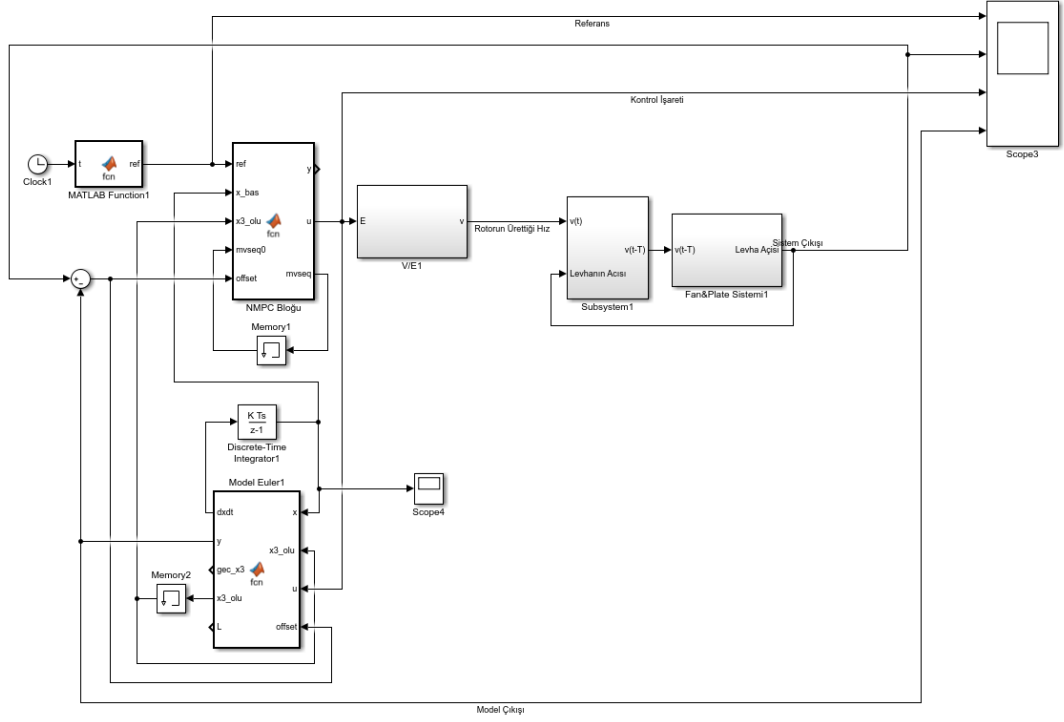 Referans
Kontrol İşareti
Scope3
Clock1
t
fcn
ref
MATLAB Function1
ref
x_bas
x3_olu
mvseq0
offset
fcn
y
u
mvseq
NMPC Bloğu
E
v
V/E1
Rotorun Ürettiği Hız
v(t)
v(t-T)
Levhanın Acısı
Subsystem1
v(t-T)
Levha Açisı
Fan&Plate Sistemi1
Sistem Çıkışı
+
-
Memory1
K Ts
z-1
Discrete-Time
Integrator1
Model Euler1
dxdt
y
gec_x3
x3_olu
L
fcn
x
x3_olu
u
offset
Scope4
Memory2
Model Çıkışı